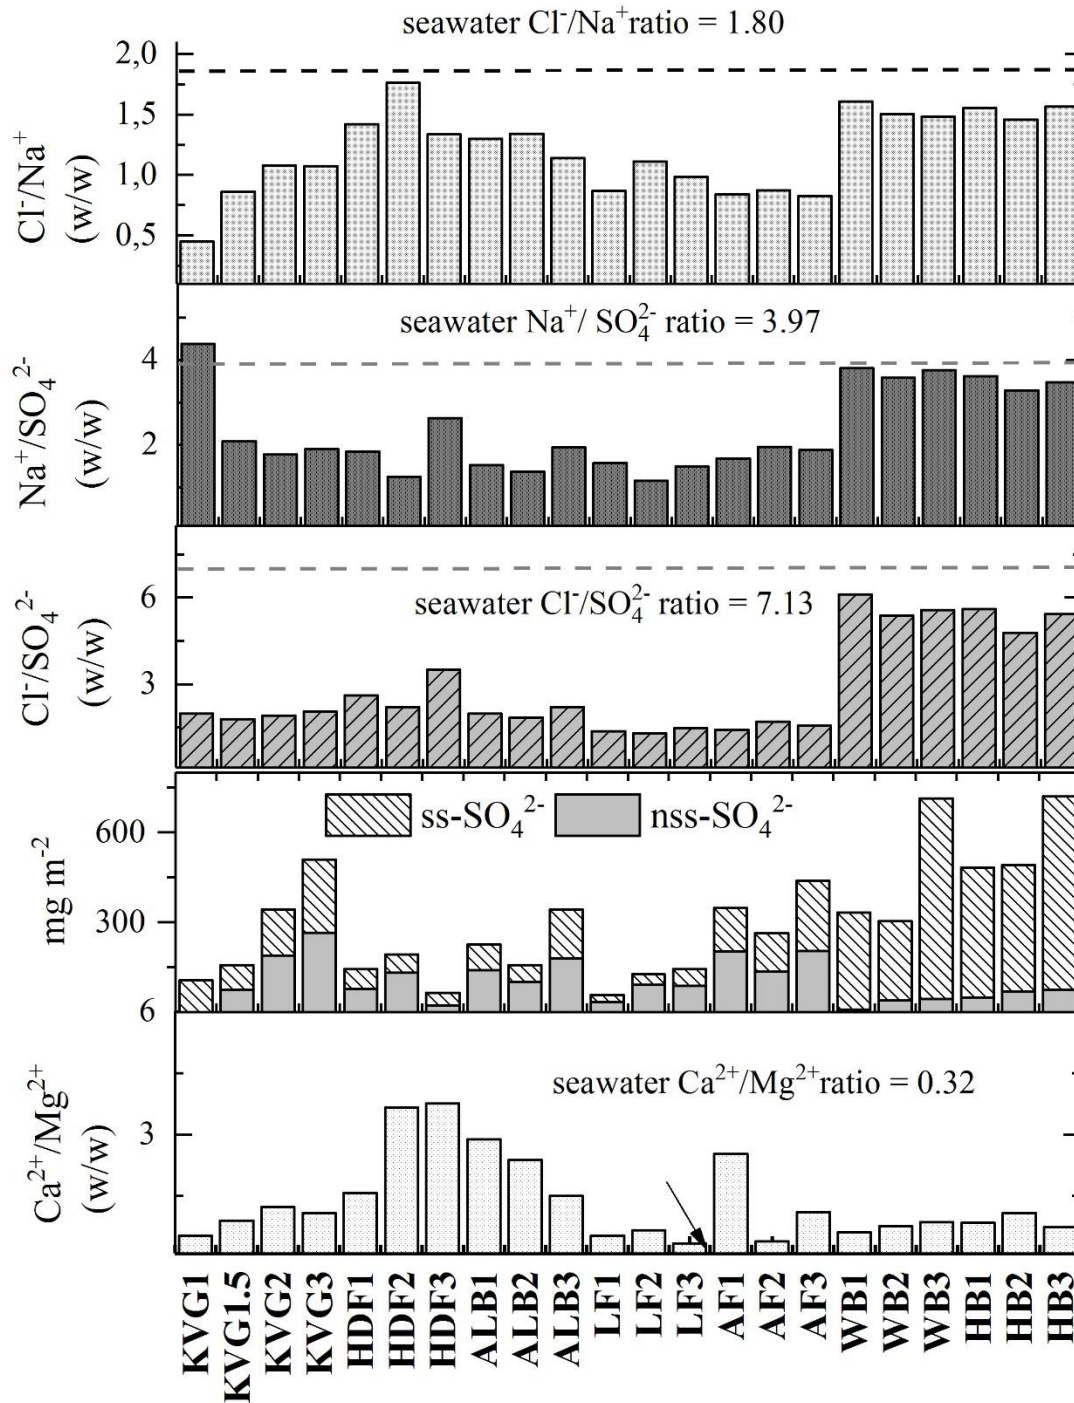 seawater Cl⁻/Na⁺ratio = 1.80
2,0
1,5
1,0
0,5
Cl⁻/Na⁺
(w/w)
seawater Na⁺/ SO₄²⁻ ratio = 3.97
4
2
Na⁺/SO₄²⁻
(w/w)
seawater Cl⁻/SO₄²⁻ ratio = 7.13
6
3
Cl⁻/SO₄²⁻
(w/w)
ss-SO₄²⁻ nss-SO₄²⁻
600
300
6
mg m⁻²
seawater Ca²⁺/Mg²⁺ratio = 0.32
3
Ca²⁺/Mg²⁺
(w/w)
KVG1
KVG1.5
KVG2
KVG3
HDF1
HDF2
HDF3
ALB1
ALB2
ALB3
LF1
LF2
LF3
AF1
AF2
AF3
WB1
WB2
WB3
HB1
HB2
HB3